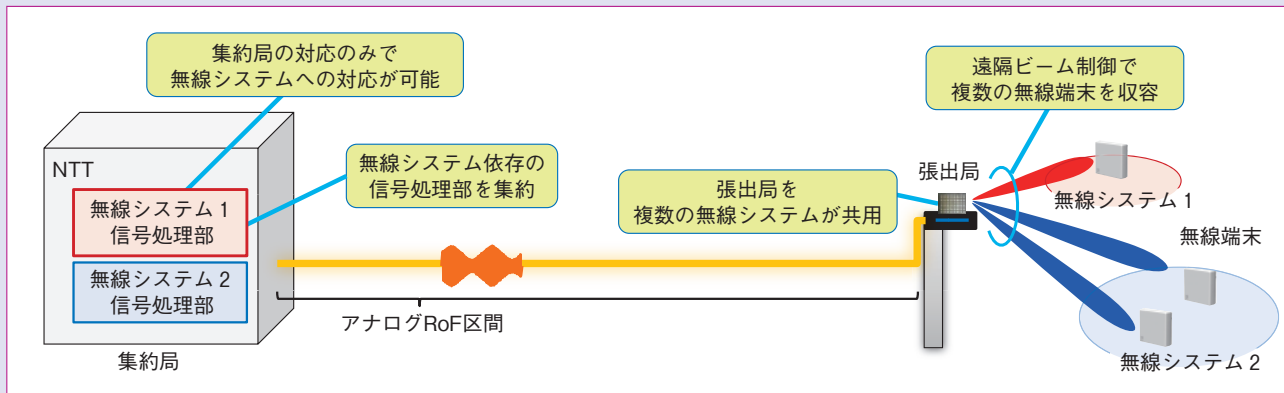 集約局の対応のみで
無線システムへの対応が可能
遠隔ビーム制御で
複数の無線端末を収容
NTT
無線システム依存の
信号処理部を集約
張出局を
複数の無線システムが共用
張出局
無線システム1
信号処理部
無線システム1
無線端末
無線システム2
信号処理部
アナログRoF区間
集約局
無線システム2